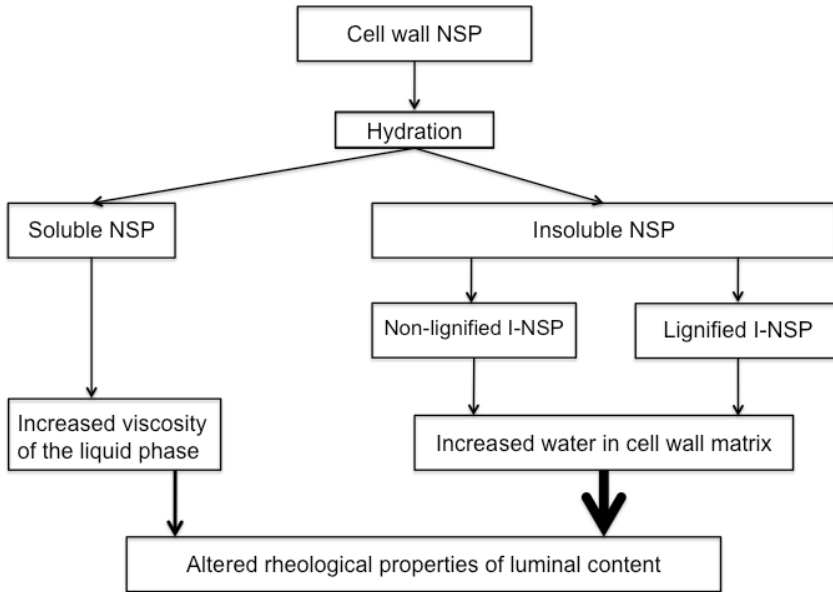 Cell wall NSP
Hydration
Soluble NSP
Insoluble NSP
Non-lignified I-NSP
Lignified I-NSP
Increased viscosity
of the liquid phase
Increased water in cell wall matrix
Altered rheological properties of luminal content